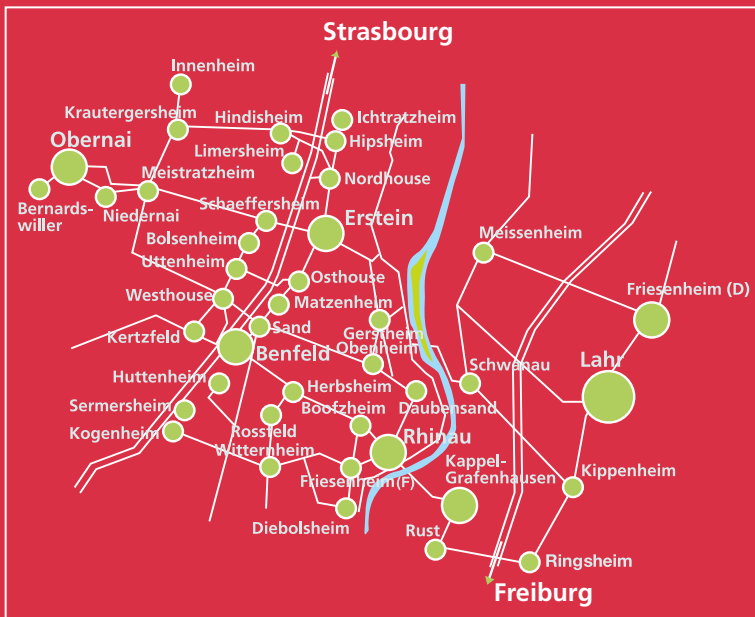 Strasbourg
Innenheim
Krautergersheim
Hindisheim
Ichtratzheim
Obernai
Limersheim
Hipsheim
Meistratzheim
Nordhouse
Bernards-
willer
Niedernai
Schaeffersheim
Erstein
Bolsenheim
Meissenheim
Uttenheim
Osthouse
Friesenheim (D)
Westhouse
Matzenheim
Kertzfeld
Sand
Gerstheim
Benfeld
Obenheim
Schwanau
Lahr
Huttenheim
Herbsheim
Sermersheim
Boofzheim
Daubensand
Kogenheim
Rossfeld
Rhinau
Witternheim
Kappel-
Grafenhausen
Friesenheim(F)
Kippenheim
Diebolsheim
Rust
Ringsheim
Freiburg